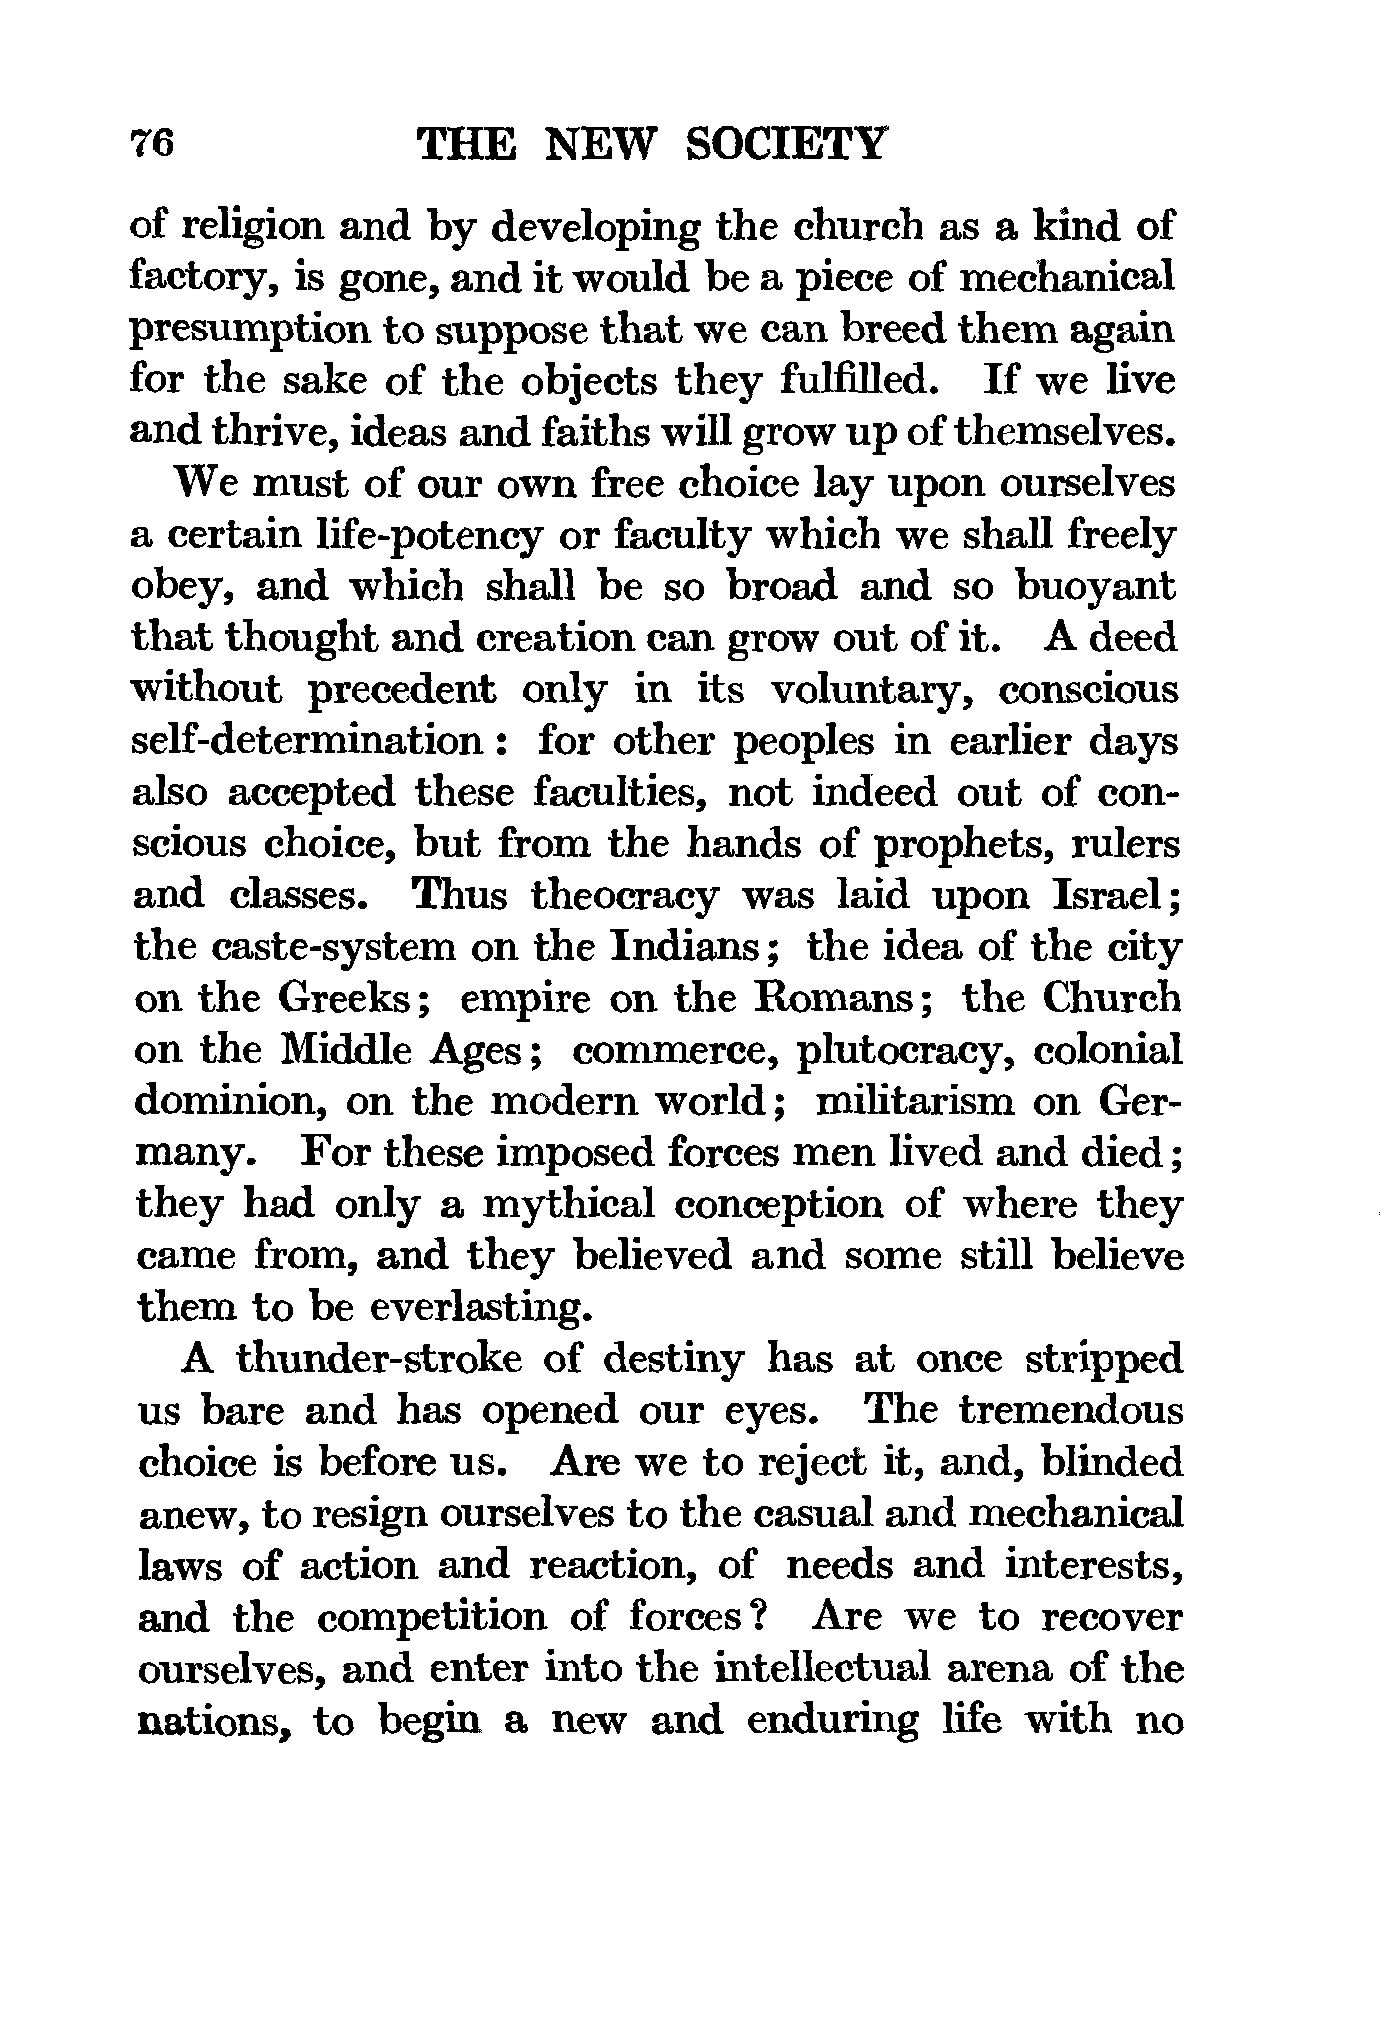 76 THE NEW SOCIETY
of religion and by developing the church as a kind of
factory, is gone, and it would be a piece of mechanical
presumption to suppose that we can breed them again
for the sake of the objects they fulfilled. If we live
and thrive, ideas and faiths will grow up of themselves.
We must of our own free choice lay upon ourselves
a certain life-potency or faculty which we shall freely
obey, and which shall be so broad and so buoyant
that thought and creation can grow out of it. A deed
without precedent only in its voluntary, conscious
self-determination : for other peoples in earlier days
also accepted these faculties, not indeed out of con-
scious choice, but from the hands of prophets, rulers
and classes. Thus theocracy was laid upon Israel;
the caste-system on the Indians; the idea of the city
on the Greeks; empire on the Romans; the Church
on the Middle Ages; commerce, plutocracy, colonial
dominion, on the modern world; militarism on Ger-
many. For these imposed forces men lived and died;
they had only a mythical conception of where they
came from, and they believed and some still believe
them to be everlasting.
A thunder-stroke of destiny has at once stripped
us bare and has opened our eyes. The tremendous
choice is before us. Are we to reject it, and, blinded
anew, to resign ourselves to the casual and mechanical
laws of action and reaction, of needs and interests,
and the competition of forces? Are we to recover
ourselves, and enter into the intellectual arena of the
nations, to begin a new and enduring life with no